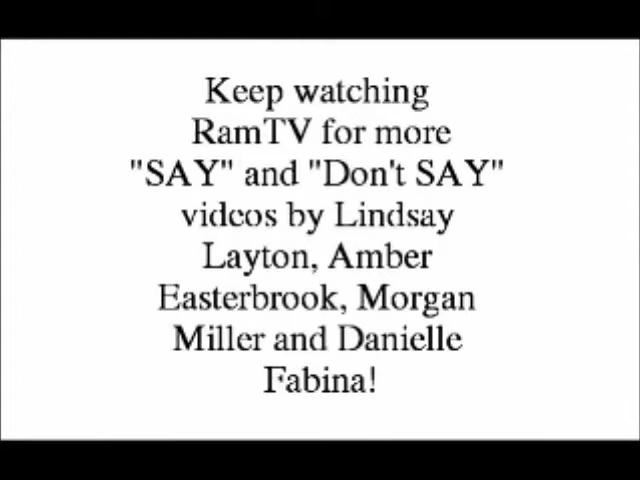 Keep watching
RamTV for more
"SAY" and "Don't SAY"
videos by Lindsay
Layton, Amber
Easterbrook, Morgan
Miller and Danielle
Fabina!